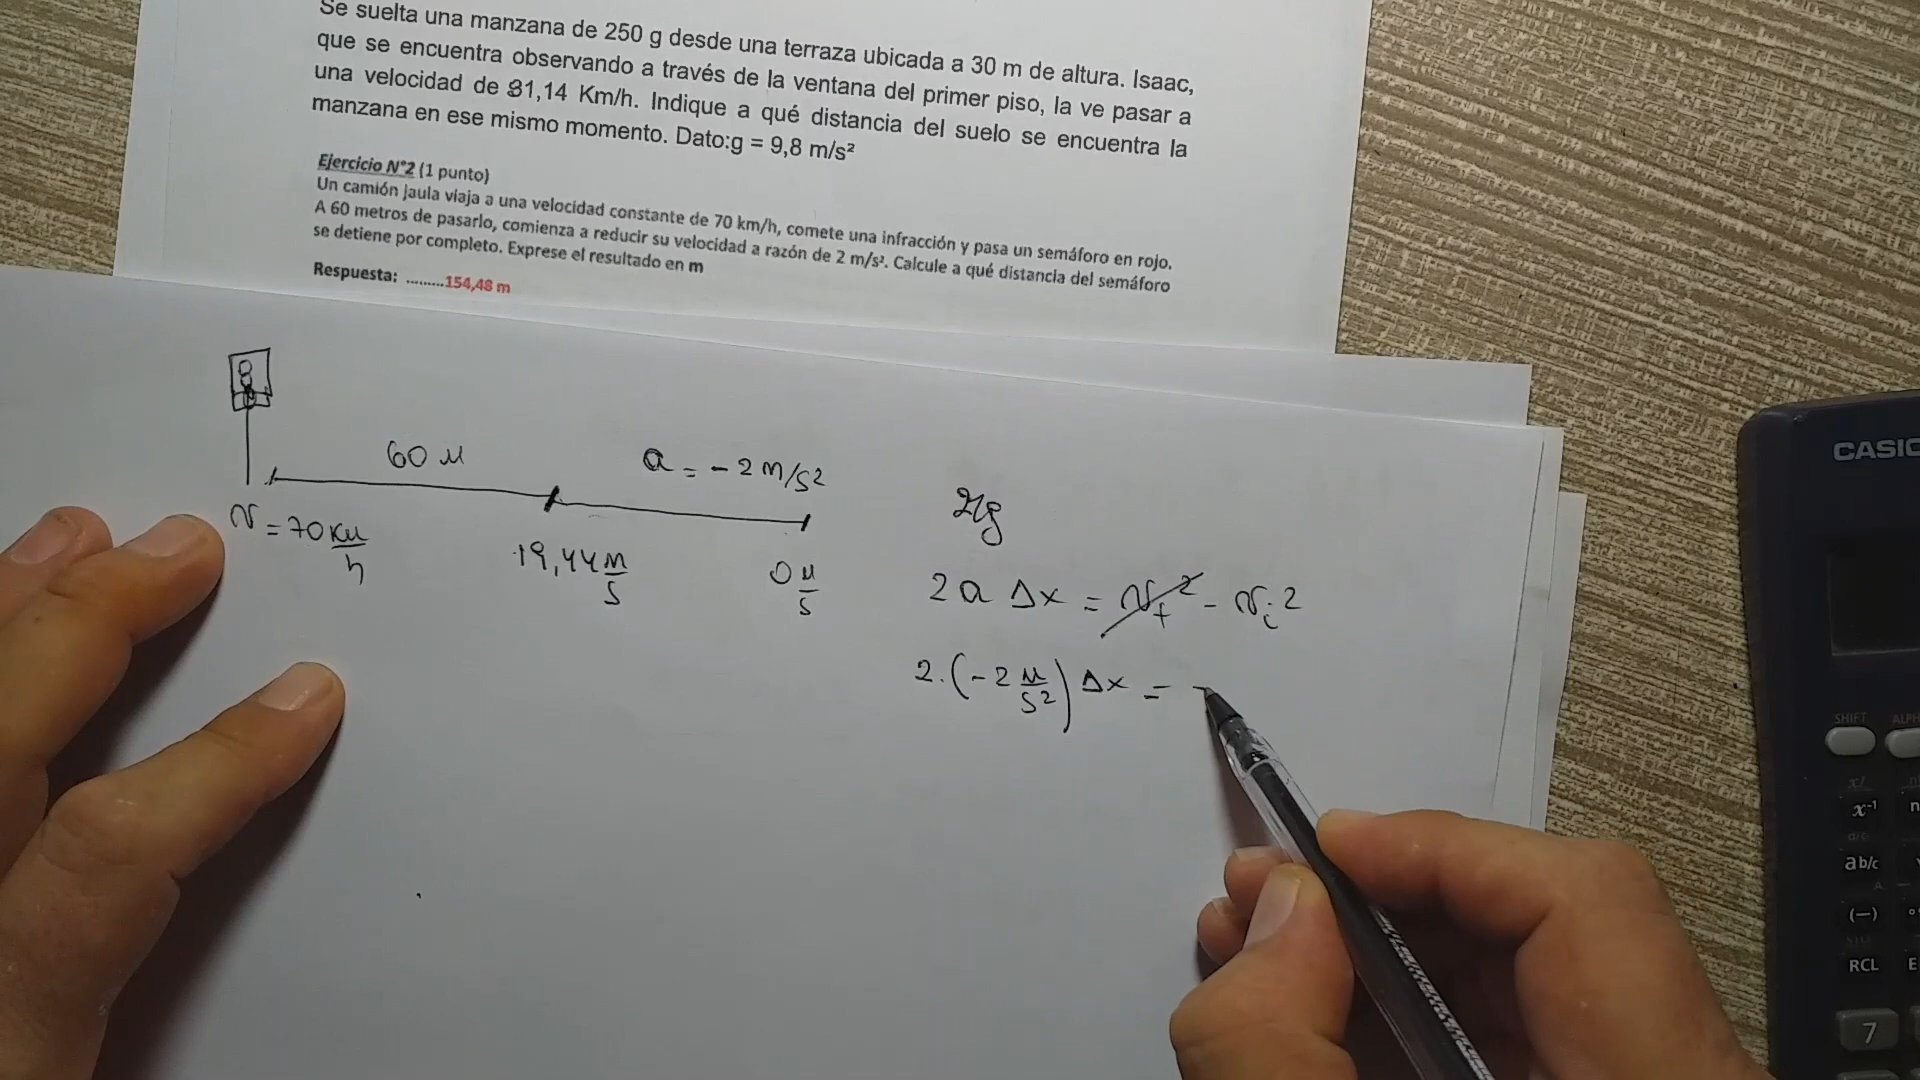 Se suelta una manzana de 250 g desde una terraza ubicada a 30 m de altura. Isaac,
que se encuentra observando a través de la ventana del primer piso, la ve pasar a
una velocidad de 81,14 Km/h. Indique a qué distancia del suelo se encuentra la
manzana en ese mismo momento. Dato:g = 9,8 m/s²
Ejercicio N°2 (1 punto)
Un camión jaula viaja a una velocidad constante de 70 km/h, comete una infracción y pasa un semáforo en rojo.
A 60 metros de pasarlo, comienza a reducir su velocidad a razón de 2 m/s². Calcule a qué distancia del semáforo
se detiene por completo. Exprese el resultado en m
Respuesta: .........154,48 m
60 m
a = -2 m/s²
v = 70 km/h
19,44 m/s
0 m/s
2 a Δx = vf² - vi²
2.(-2 m/s²) Δx = -
CASIO
SHIFT
x!
x⁻¹
d/c
ab/c
A
(-)
STO
RCL
7